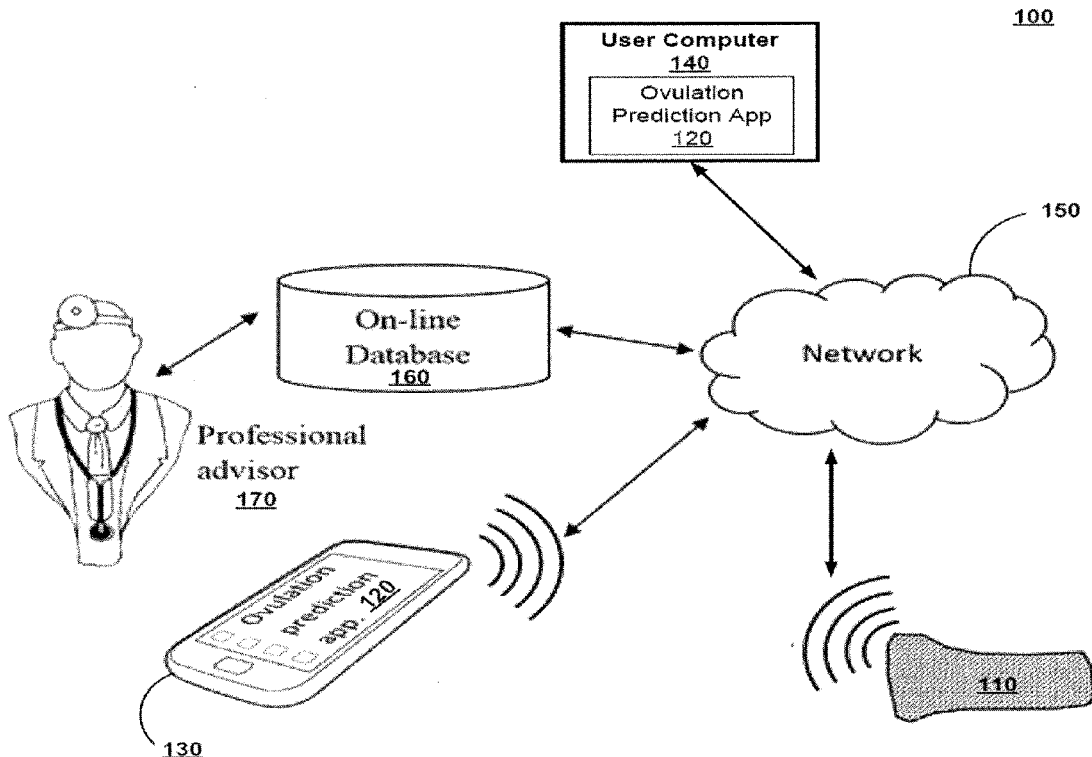 100
User Computer
140
Ovulation
Prediction App
120
150
On-line
Database
160
Network
Professional
advisor
170
Ovulation
prediction
app. 120
110
130